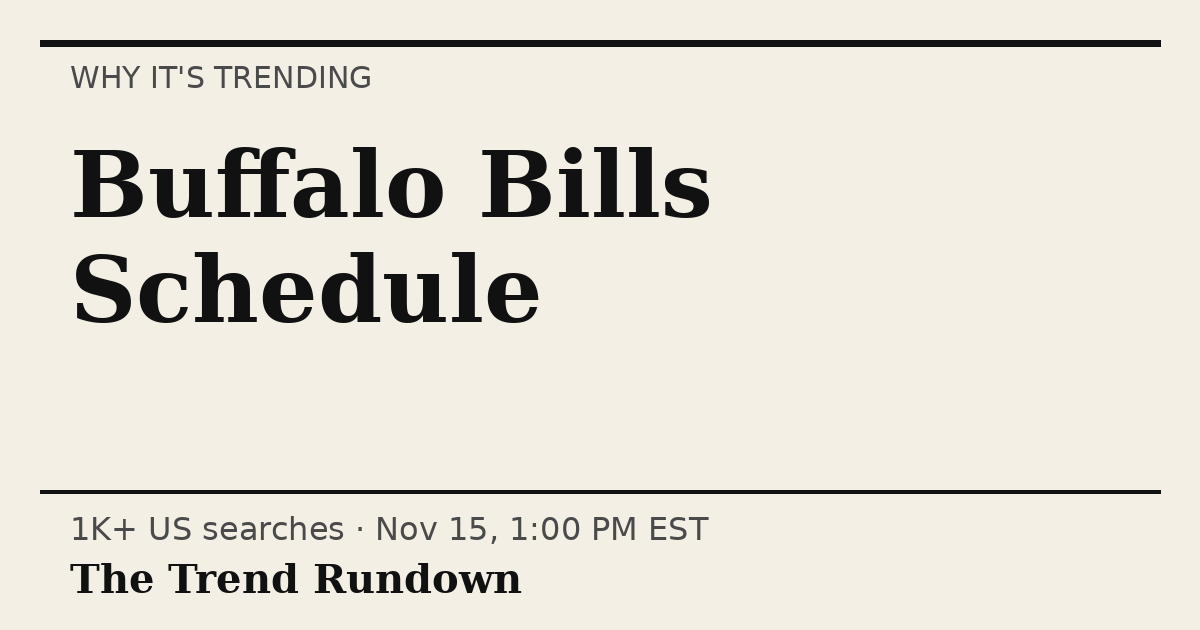 WHY IT'S TRENDING
Buffalo Bills
Schedule
1K+ US searches · Nov 15, 1:00 PM EST
The Trend Rundown